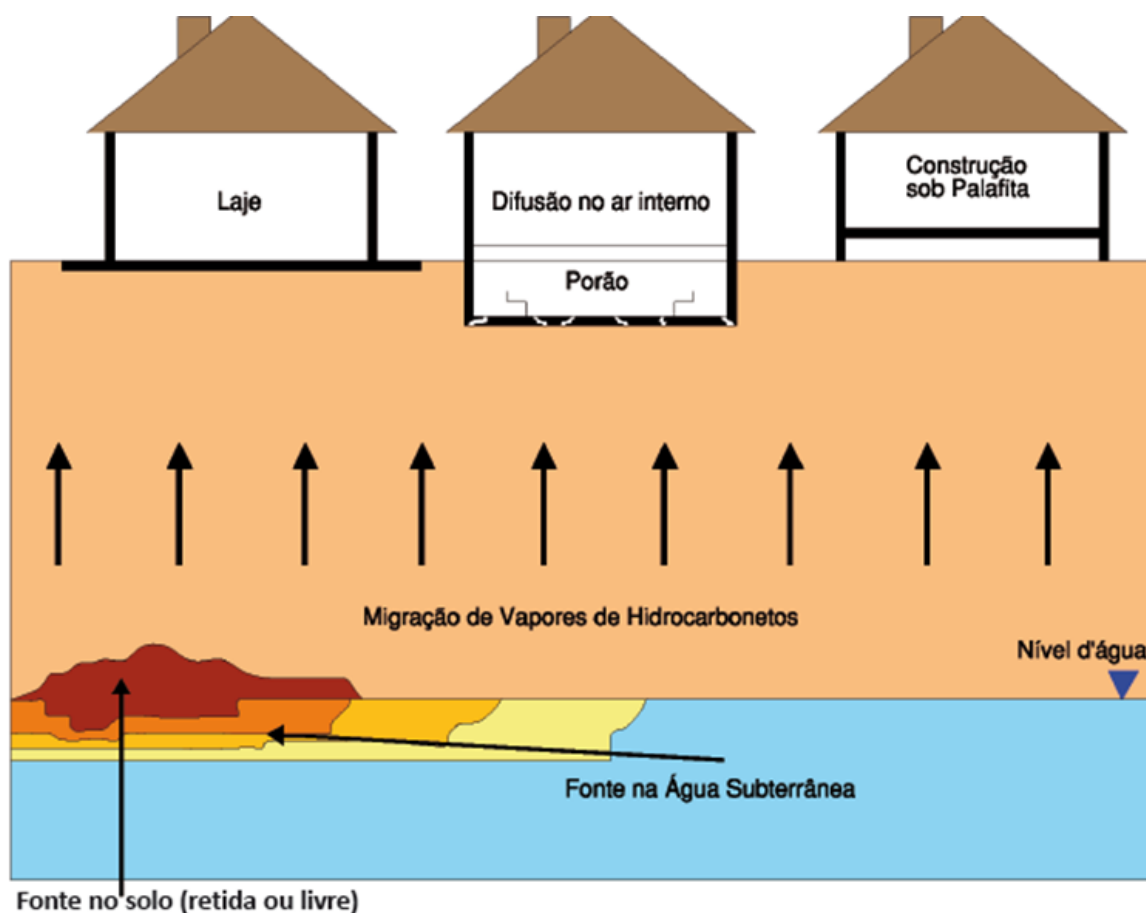 Laje
Difusão no ar interno
Porão
Construção
sob Palafita
Migração de Vapores de Hidrocarbonetos
Nível d'água
Fonte na Água Subterrânea
Fonte no solo (retida ou livre)